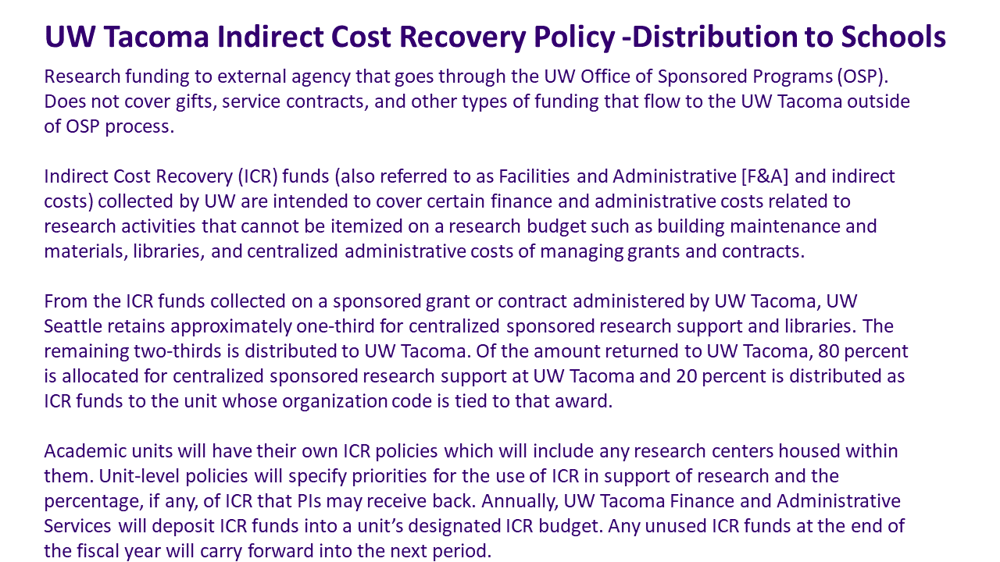 UW Tacoma Indirect Cost Recovery Policy -Distribution to Schools
Research funding to external agency that goes through the UW Office of Sponsored Programs (OSP).
Does not cover gifts, service contracts, and other types of funding that flow to the UW Tacoma outside
of OSP process.
Indirect Cost Recovery (ICR) funds (also referred to as Facilities and Administrative [F&A] and indirect
costs) collected by UW are intended to cover certain finance and administrative costs related to
research activities that cannot be itemized on a research budget such as building maintenance and
materials, libraries, and centralized administrative costs of managing grants and contracts.
From the ICR funds collected on a sponsored grant or contract administered by UW Tacoma, UW
Seattle retains approximately one-third for centralized sponsored research support and libraries. The
remaining two-thirds is distributed to UW Tacoma. Of the amount returned to UW Tacoma, 80 percent
is allocated for centralized sponsored research support at UW Tacoma and 20 percent is distributed as
ICR funds to the unit whose organization code is tied to that award.
Academic units will have their own ICR policies which will include any research centers housed within
them. Unit-level policies will specify priorities for the use of ICR in support of research and the
percentage, if any, of ICR that PIs may receive back. Annually, UW Tacoma Finance and Administrative
Services will deposit ICR funds into a unit’s designated ICR budget. Any unused ICR funds at the end of
the fiscal year will carry forward into the next period.